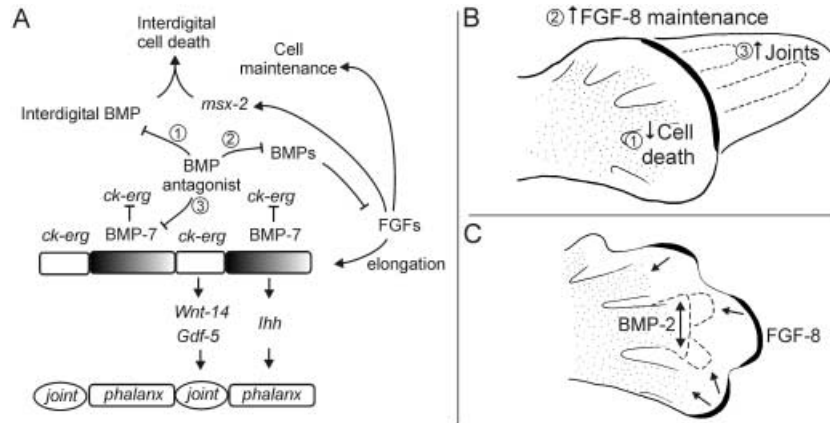 A
Interdigital
cell death
Cell
maintenance
Interdigital BMP
msx-2
①
②
BMPs
BMP
antagonist
③
ck-erg
ck-erg
ck-erg
BMP-7
ck-erg
BMP-7
FGFs
elongation
Wnt-14
Gdf-5
Ihh
joint
phalanx
joint
phalanx
B
②↑FGF-8 maintenance
③↑Joints
①↓Cell
death
C
BMP-2
FGF-8